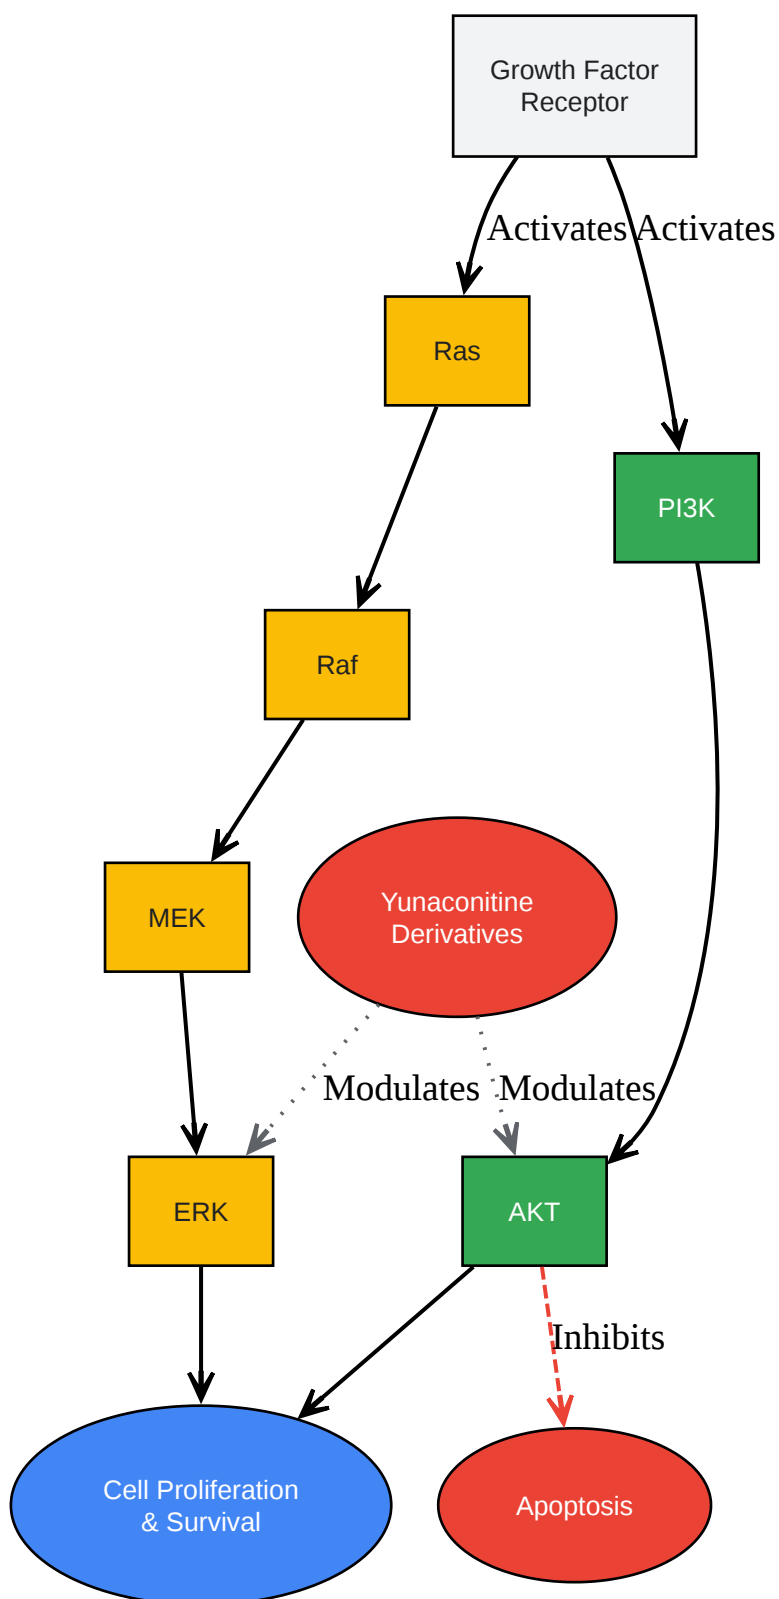 Growth Factor
Receptor
Activates
Activates
Ras
PI3K
Raf
MEK
Yunaconitine
Derivatives
Modulates
Modulates
ERK
AKT
Inhibits
Cell Proliferation
& Survival
Apoptosis